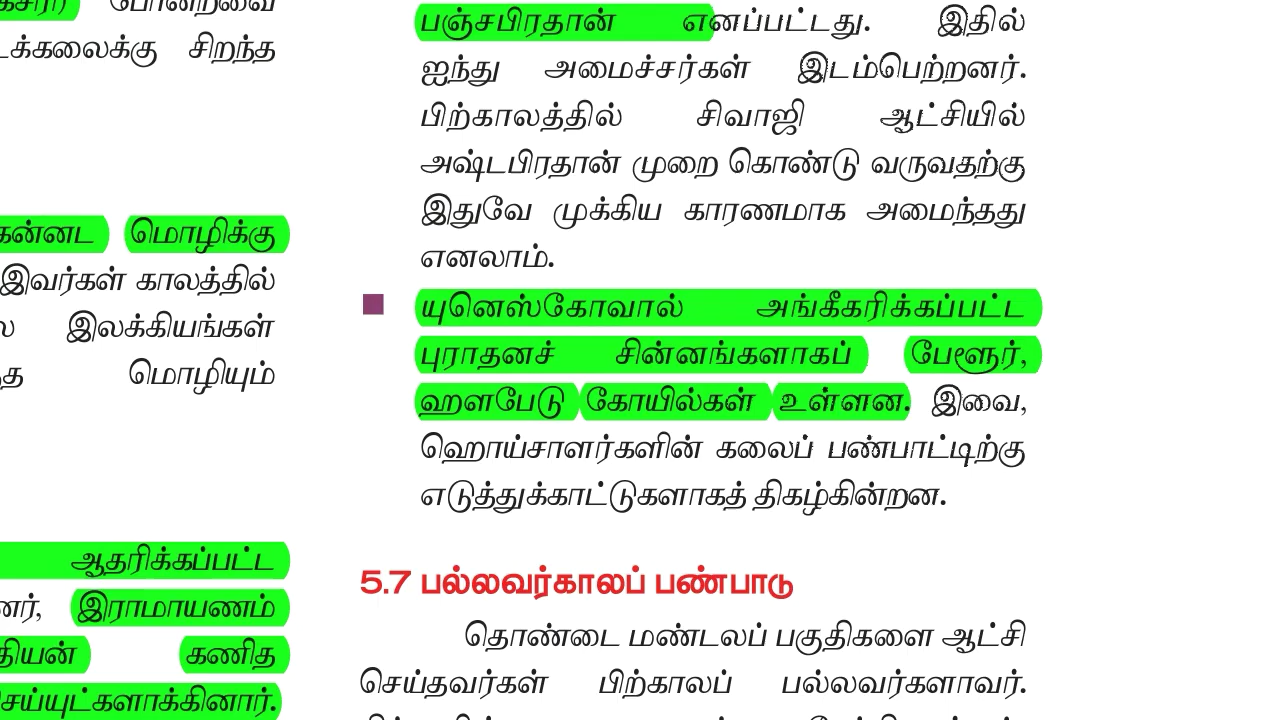 போன்றவை
சிறந்த
கன்னட மொழிக்கு
இவர்கள் காலத்தில்
இலக்கியங்கள்
மொழியும்
ஆதரிக்கப்பட்ட
இராமாயணம்
கணித
பஞ்சபிரதான் எனப்பட்டது. இதில்
ஐந்து அமைச்சர்கள் இடம்பெற்றனர்.
பிற்காலத்தில் சிவாஜி ஆட்சியில்
அஷ்டபிரதான் முறை கொண்டு வருவதற்கு
இதுவே முக்கிய காரணமாக அமைந்தது
எனலாம்.
யுனெஸ்கோவால் அங்கீகரிக்கப்பட்ட
புராதனச் சின்னங்களாகப் பேளூர்,
ஹளபேடு கோயில்கள் உள்ளன. இவை,
ஹொய்சாளர்களின் கலைப் பண்பாட்டிற்கு
எடுத்துக்காட்டுகளாகத் திகழ்கின்றன.
5.7 பல்லவர்காலப் பண்பாடு
தொண்டை மண்டலப் பகுதிகளை ஆட்சி
செய்தவர்கள் பிற்காலப் பல்லவர்களாவர்.